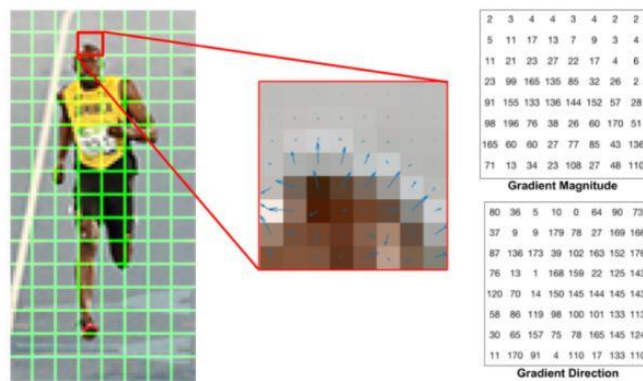 2 3 4 4 3 4 2 2
5 11 17 13 7 9 3 4
11 21 23 27 22 17 4 6
23 99 165 135 85 32 26 2
91 155 133 136 144 152 57 28
98 196 76 38 26 60 170 51
165 60 60 27 77 85 43 136
71 13 34 23 108 27 48 110
Gradient Magnitude
80 36 5 10 0 64 90 73
37 9 9 179 78 27 169 166
87 136 173 39 102 163 152 176
76 13 1 168 159 22 125 143
120 70 14 150 145 144 145 143
58 86 119 98 100 101 133 113
30 65 157 75 78 165 145 124
11 170 91 4 110 17 133 110
Gradient Direction